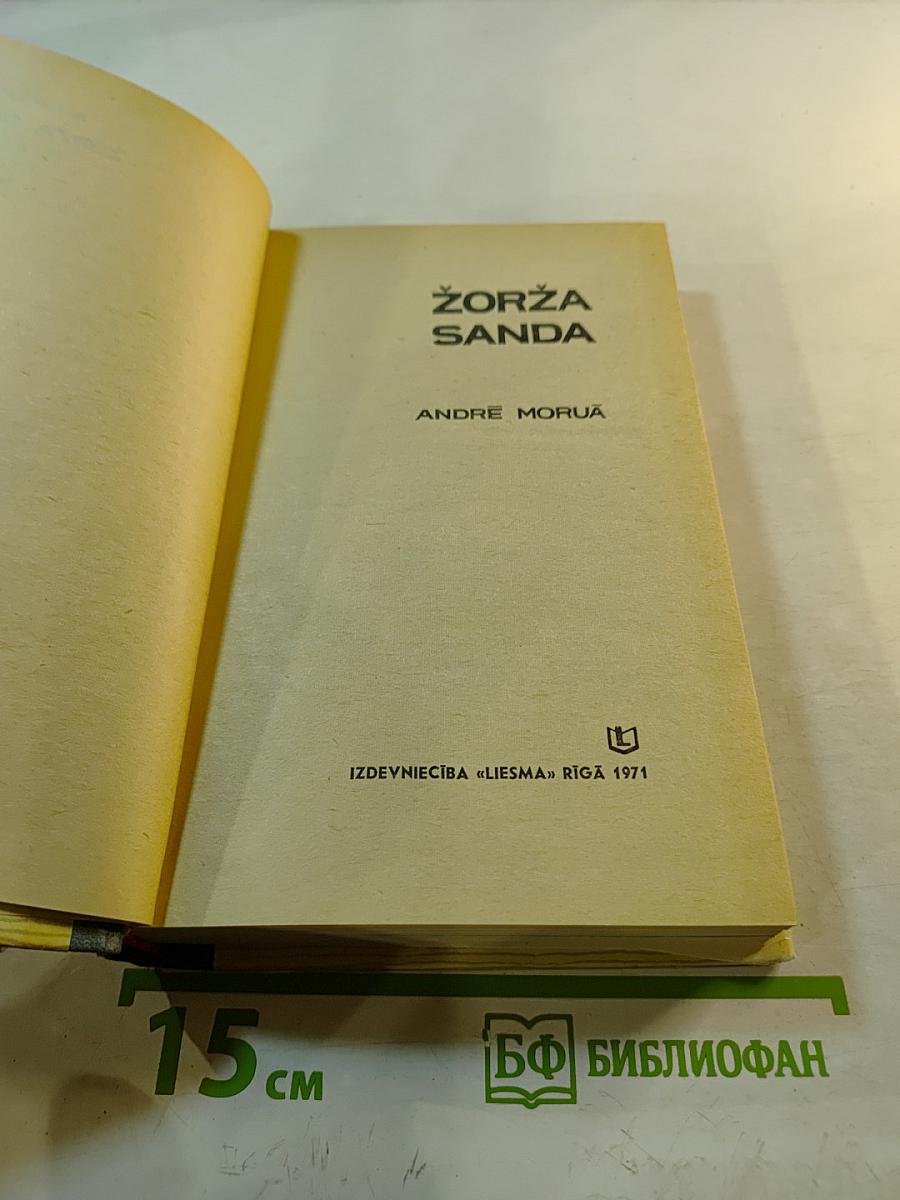 ŽORŽA
SANDA
ANDRĒ MORUĀ
L
IZDEVNIECĪBA «LIESMA» RĪGĀ 1971
15 см
БФ БИБЛИОФАН